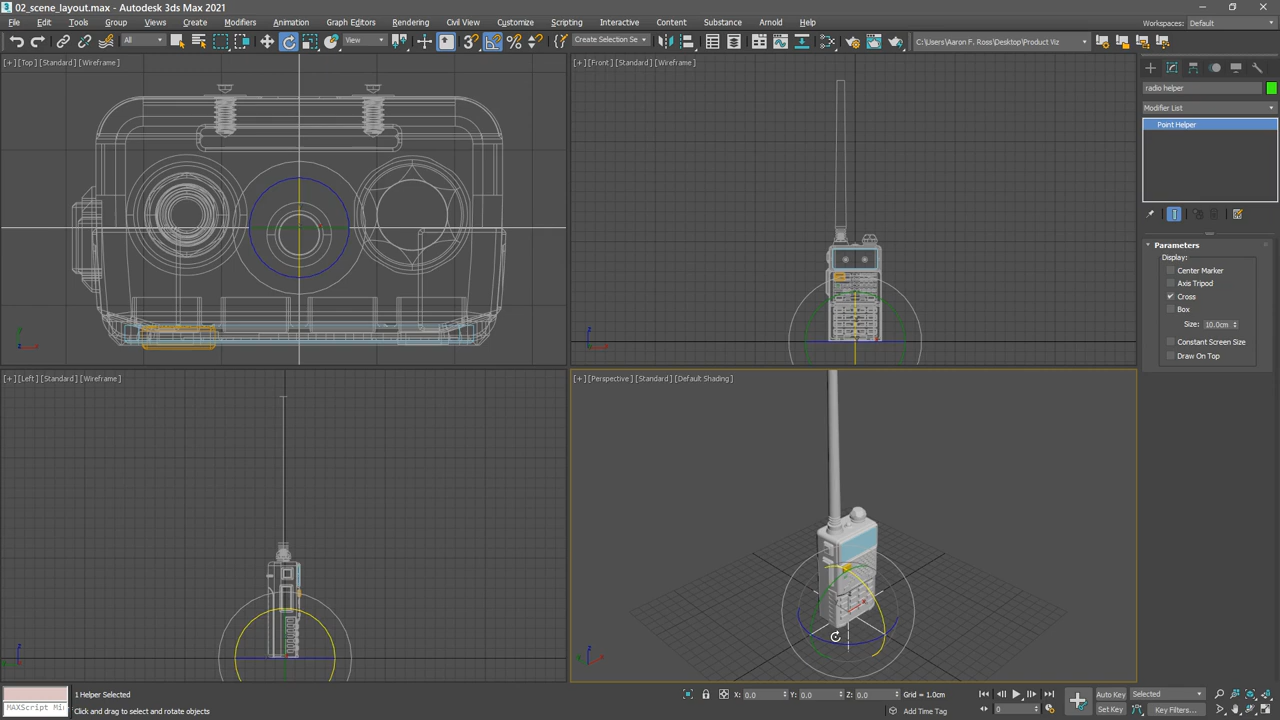 02_scene_layout.max - Autodesk 3ds Max 2021
File Edit Tools Group Views Create Modifiers Animation Graph Editors Rendering Civil View Customize Scripting Interactive Content Substance Arnold Help
Workspaces: Default
All View Create Selection Se C:\Users\Aaron F. Ross\Desktop\Product Viz
[+] [Top] [Standard] [Wireframe]
[+] [Front] [Standard] [Wireframe]
radio helper
Modifier List
Point Helper
Parameters
Display:
Center Marker
Axis Tripod
Cross
Box
Size: 10.0cm
Constant Screen Size
Draw On Top
[+] [Left] [Standard] [Wireframe]
[+] [Perspective] [Standard] [Default Shading]
1 Helper Selected
X: 0.0 Y: 0.0 Z: 0.0 Grid = 1.0cm
Auto Key Selected
MAXScript Mi
Click and drag to select and rotate objects
Add Time Tag
0
Set Key Key Filters...